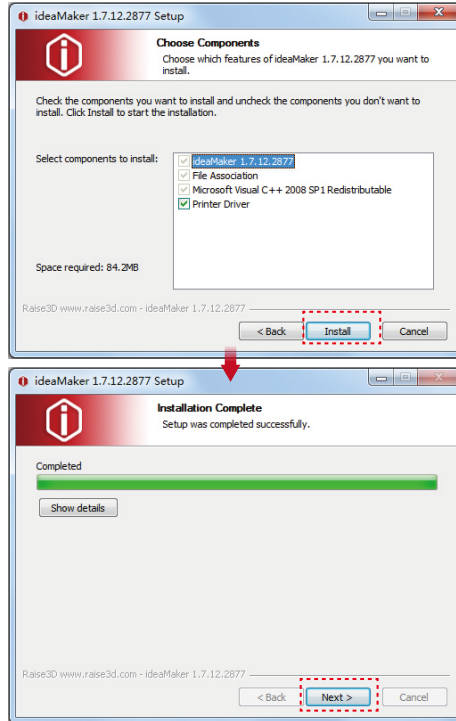 ideaMaker 1.7.12.2877 Setup
Choose Components
Choose which features of ideaMaker 1.7.12.2877 you want to
install.
Check the components you want to install and uncheck the components you don't want to
install. Click Install to start the installation.
Select components to install:
ideaMaker 1.7.12.2877
File Association
Microsoft Visual C++ 2008 SP1 Redistributable
Printer Driver
Space required: 84.2MB
Raise3D www.raise3d.com - ideaMaker 1.7.12.2877
< Back Install Cancel
ideaMaker 1.7.12.2877 Setup
Installation Complete
Setup was completed successfully.
Completed
Show details
Raise3D www.raise3d.com - ideaMaker 1.7.12.2877
< Back Next > Cancel